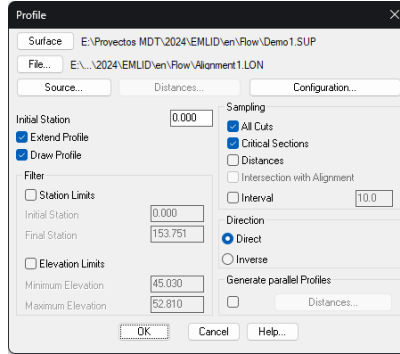 Profile
Surface E:\Proyectos MDT\2024\EMLID\en\Flow\Demo1.SUP
File... E:\...\2024\EMLID\en\Flow\Alignment1.LON
Source... Distances... Configuration...
Initial Station 0.000
Extend Profile
Draw Profile
Filter
Station Limits
Initial Station 0.000
Final Station 153.751
Elevation Limits
Minimum Elevation 45.030
Maximum Elevation 52.810
Sampling
All Cuts
Critical Sections
Distances
Intersection with Alignment
Interval 10.0
Direction
Direct
Inverse
Generate parallel Profiles
Distances...
OK Cancel Help...